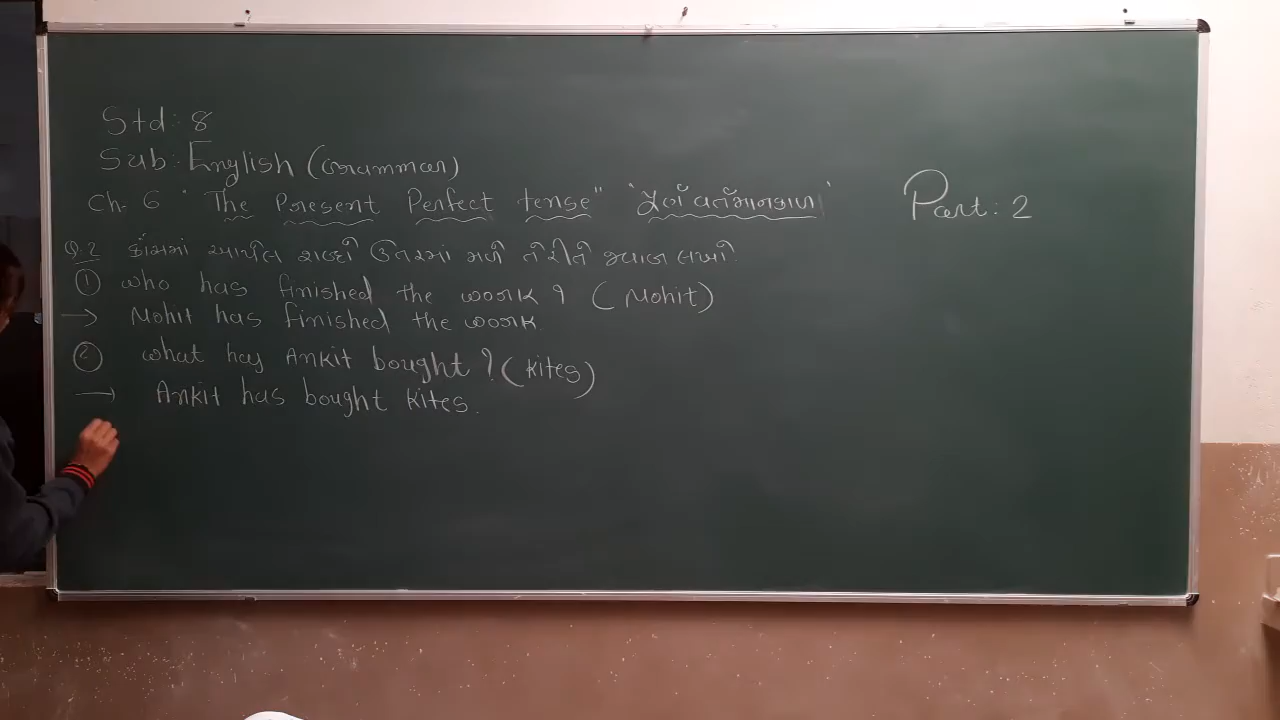 Std: 8
Sub: English (Grammar)
Ch: 6 "The Present Perfect tense" 'પૂર્ણ વર્તમાનકાળ'
Part: 2
Q.2 કૌંસમાં આપેલ શબ્દો ઉત્તરમાં મળે તે રીતે જવાબ લખો.
① who has finished the work ? (Mohit)
→ Mohit has finished the work.
② what has Ankit bought ? (kites)
→ Ankit has bought kites.